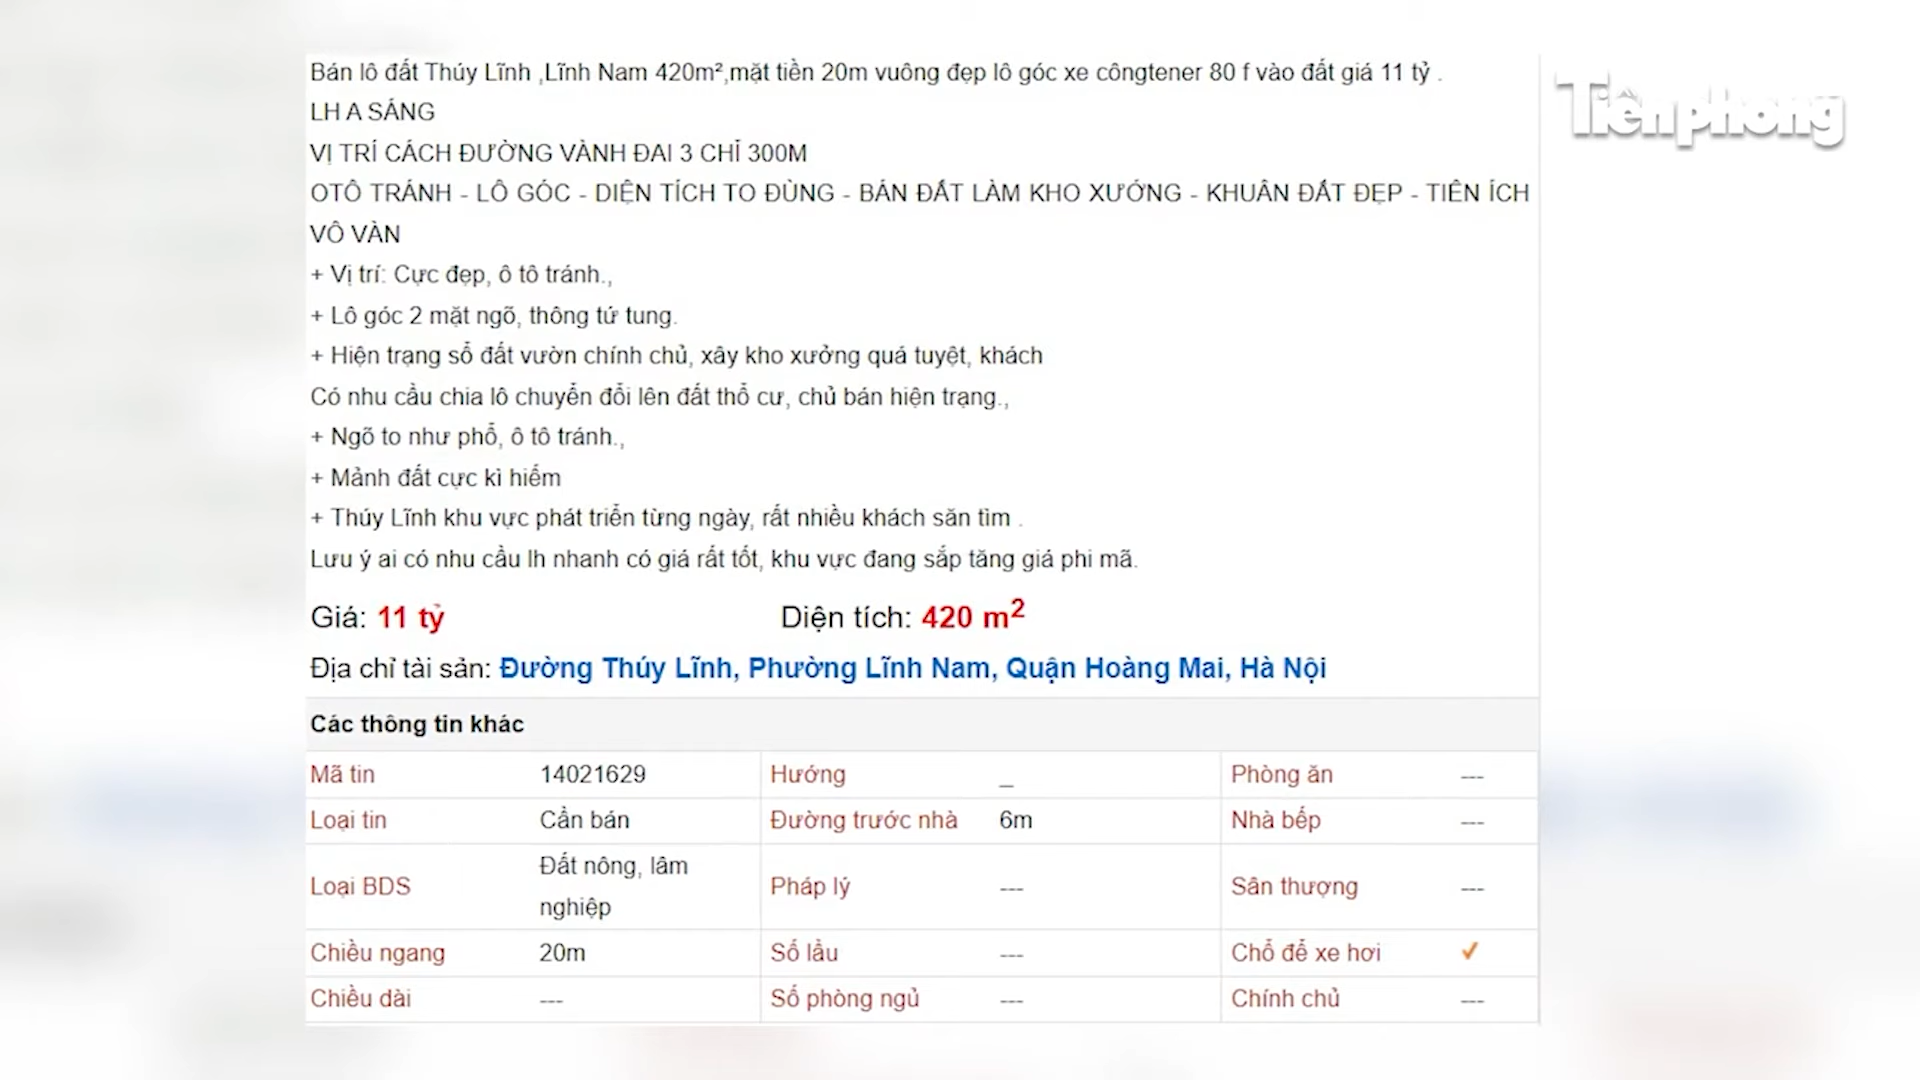 Bán lô đất Thúy Lĩnh ,Lĩnh Nam 420m²,mặt tiền 20m vuông đẹp lô góc xe côngtener 80 f vào đất giá 11 tỷ .
Tiềnphong
LH A SÁNG
VỊ TRÍ CÁCH ĐƯỜNG VÀNH ĐAI 3 CHỈ 300M
OTÔ TRÁNH - LÔ GÓC - DIỆN TÍCH TO ĐÙNG - BÁN ĐẤT LÀM KHO XƯỚNG - KHUÂN ĐẤT ĐẸP - TIÊN ÍCH
VÔ VÀN
+ Vị trí: Cực đẹp, ô tô tránh.,
+ Lô góc 2 mặt ngõ, thông tứ tung.
+ Hiện trạng sổ đất vườn chính chủ, xây kho xưởng quá tuyệt, khách
Có nhu cầu chia lô chuyển đổi lên đất thổ cư, chủ bán hiện trạng.,
+ Ngõ to như phố, ô tô tránh.,
+ Mảnh đất cực kì hiếm
+ Thúy Lĩnh khu vực phát triển từng ngày, rất nhiều khách săn tìm .
Lưu ý ai có nhu cầu lh nhanh có giá rất tốt, khu vực đang sắp tăng giá phi mã.
Giá: 11 tỷ Diện tích: 420 m²
Địa chỉ tài sản: Đường Thúy Lĩnh, Phường Lĩnh Nam, Quận Hoàng Mai, Hà Nội
Các thông tin khác
Mã tin 14021629 Hướng _ Phòng ăn ---
Loại tin Cần bán Đường trước nhà 6m Nhà bếp ---
Loại BDS Đất nông, lâm nghiệp Pháp lý --- Sân thượng ---
Chiều ngang 20m Số lầu --- Chổ để xe hơi ✓
Chiều dài --- Số phòng ngủ --- Chính chủ ---